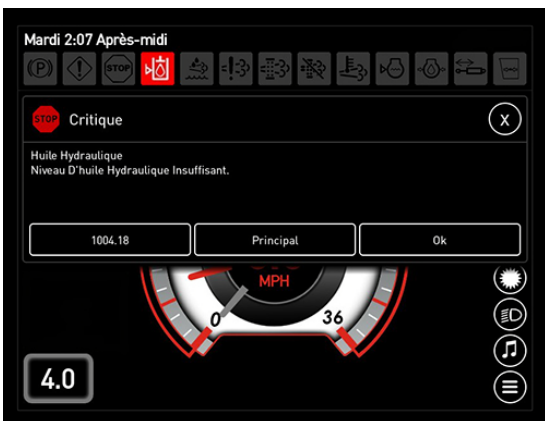 Mardi 2:07 Après-midi
P
STOP
STOP Critique
X
Huile Hydraulique
Niveau D'huile Hydraulique Insuffisant.
1004.18 Principal Ok
MPH
0 36
4.0